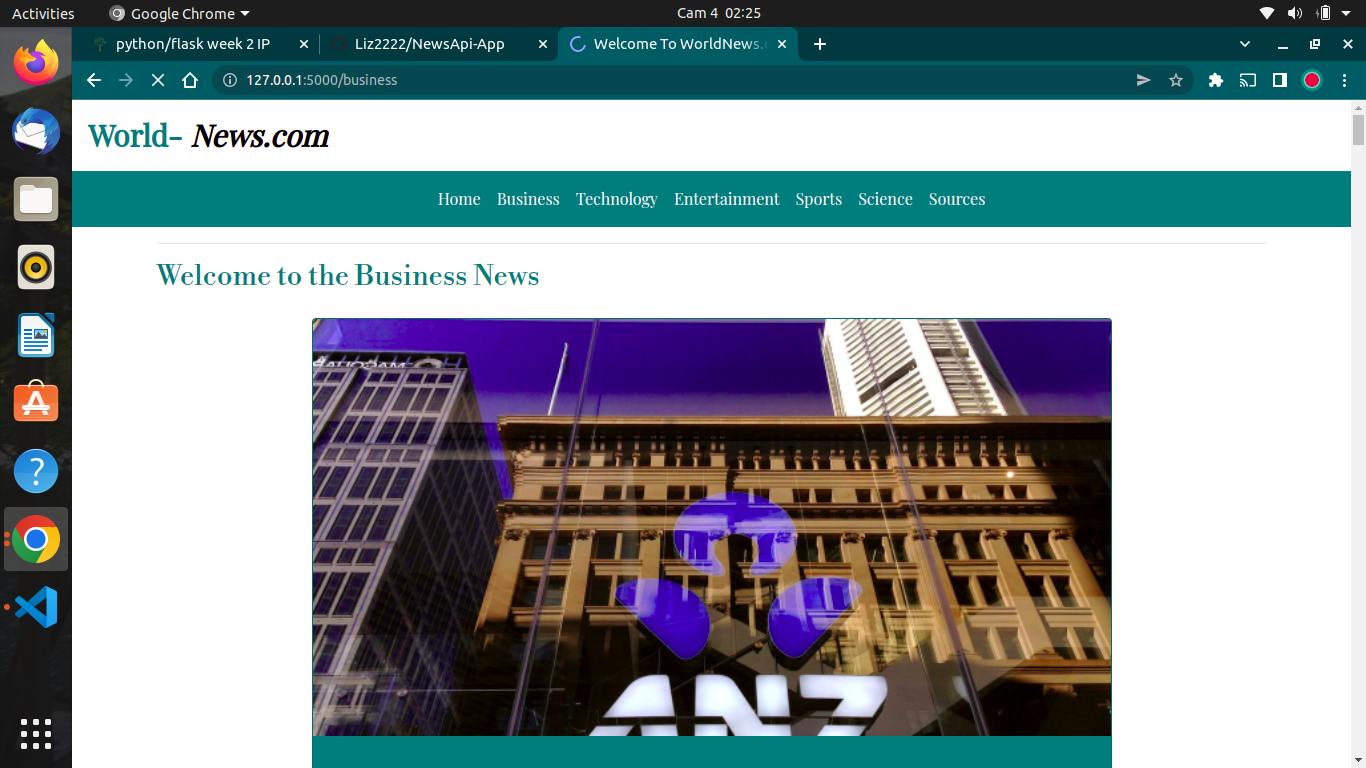 Activities
Google Chrome
Cam 4 02:25
python/flask week 2 IP
Liz2222/NewsApi-App
Welcome To WorldNews.
127.0.0.1:5000/business
World- News.com
Home Business Technology Entertainment Sports Science Sources
Welcome to the Business News
ANZ